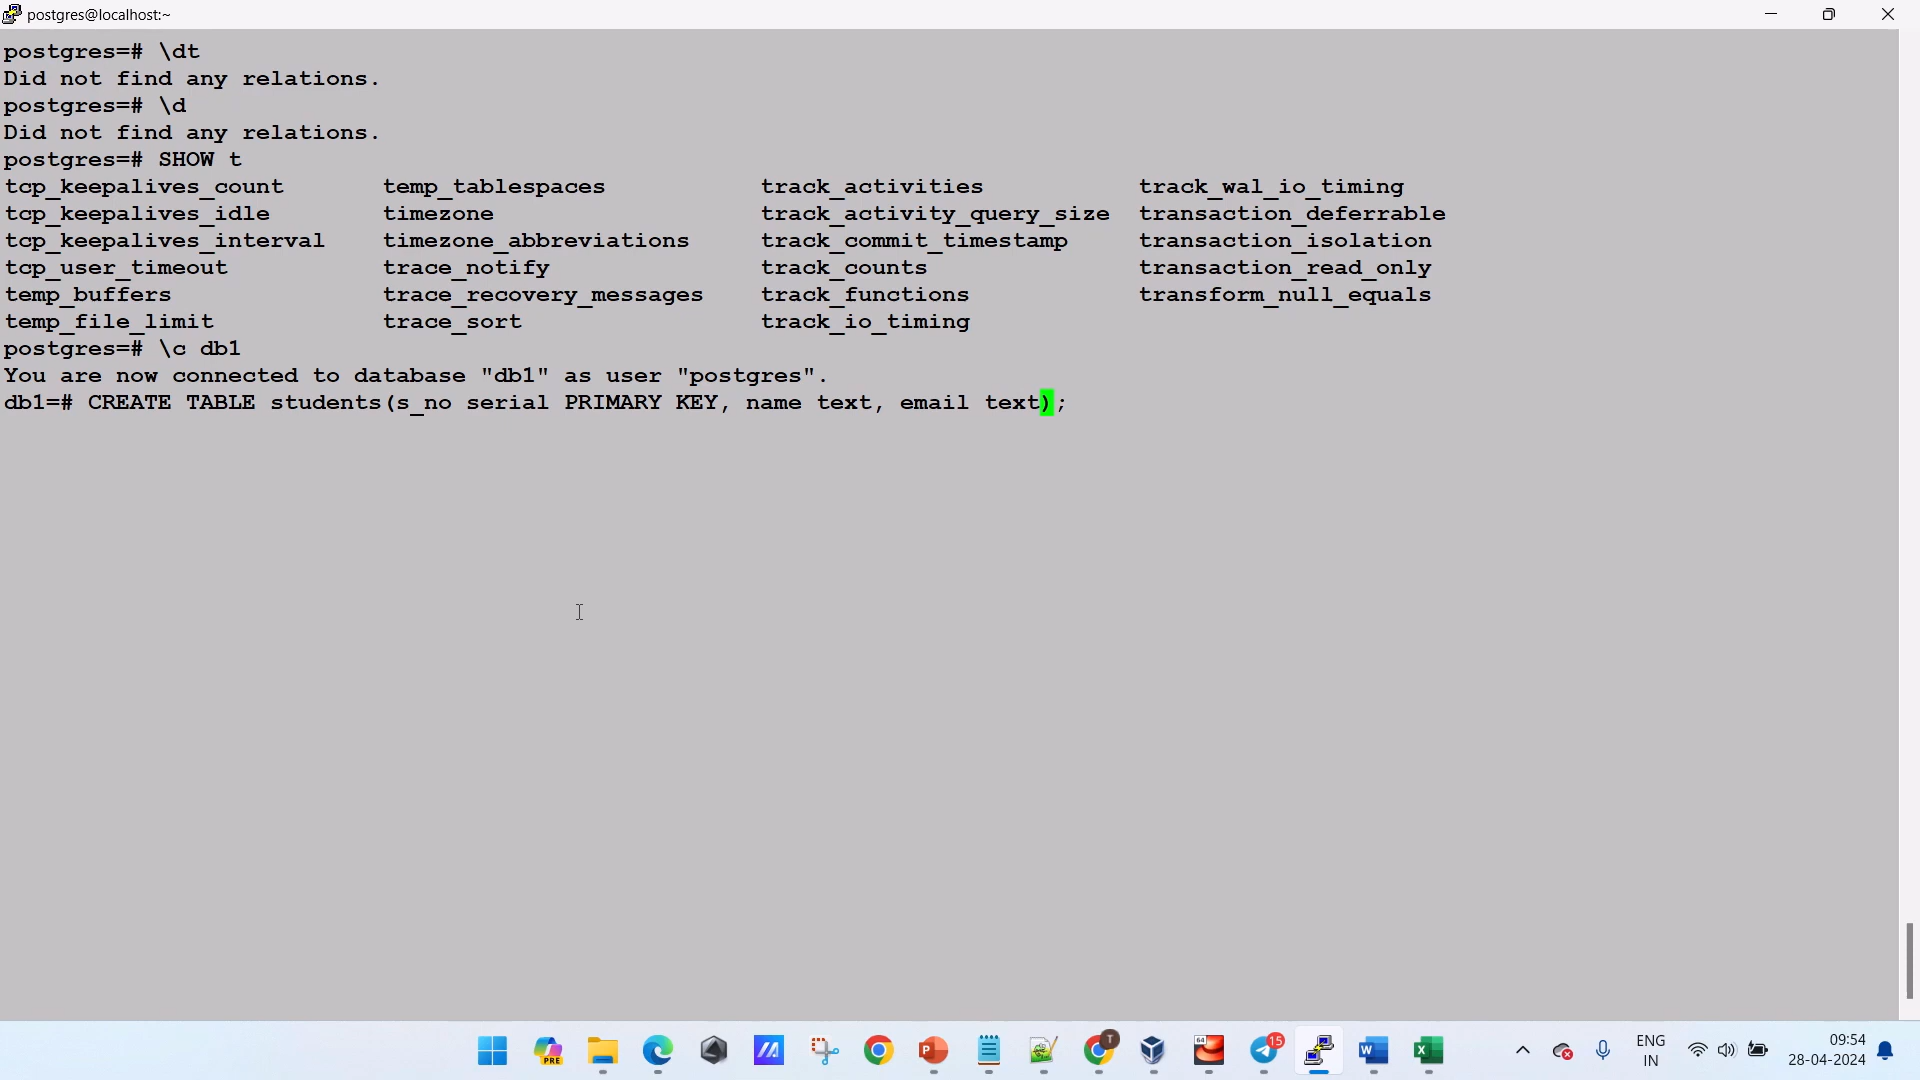 postgres@localhost:~
postgres=# \dt
Did not find any relations.
postgres=# \d
Did not find any relations.
postgres=# SHOW t
tcp_keepalives_count temp_tablespaces track_activities track_wal_io_timing
tcp_keepalives_idle timezone track_activity_query_size transaction_deferrable
tcp_keepalives_interval timezone_abbreviations track_commit_timestamp transaction_isolation
tcp_user_timeout trace_notify track_counts transaction_read_only
temp_buffers trace_recovery_messages track_functions transform_null_equals
temp_file_limit trace_sort track_io_timing
postgres=# \c db1
You are now connected to database "db1" as user "postgres".
db1=# CREATE TABLE students(s_no serial PRIMARY KEY, name text, email text);
PRE
P
T
64
15
W
X
ENG
IN
09:54
28-04-2024